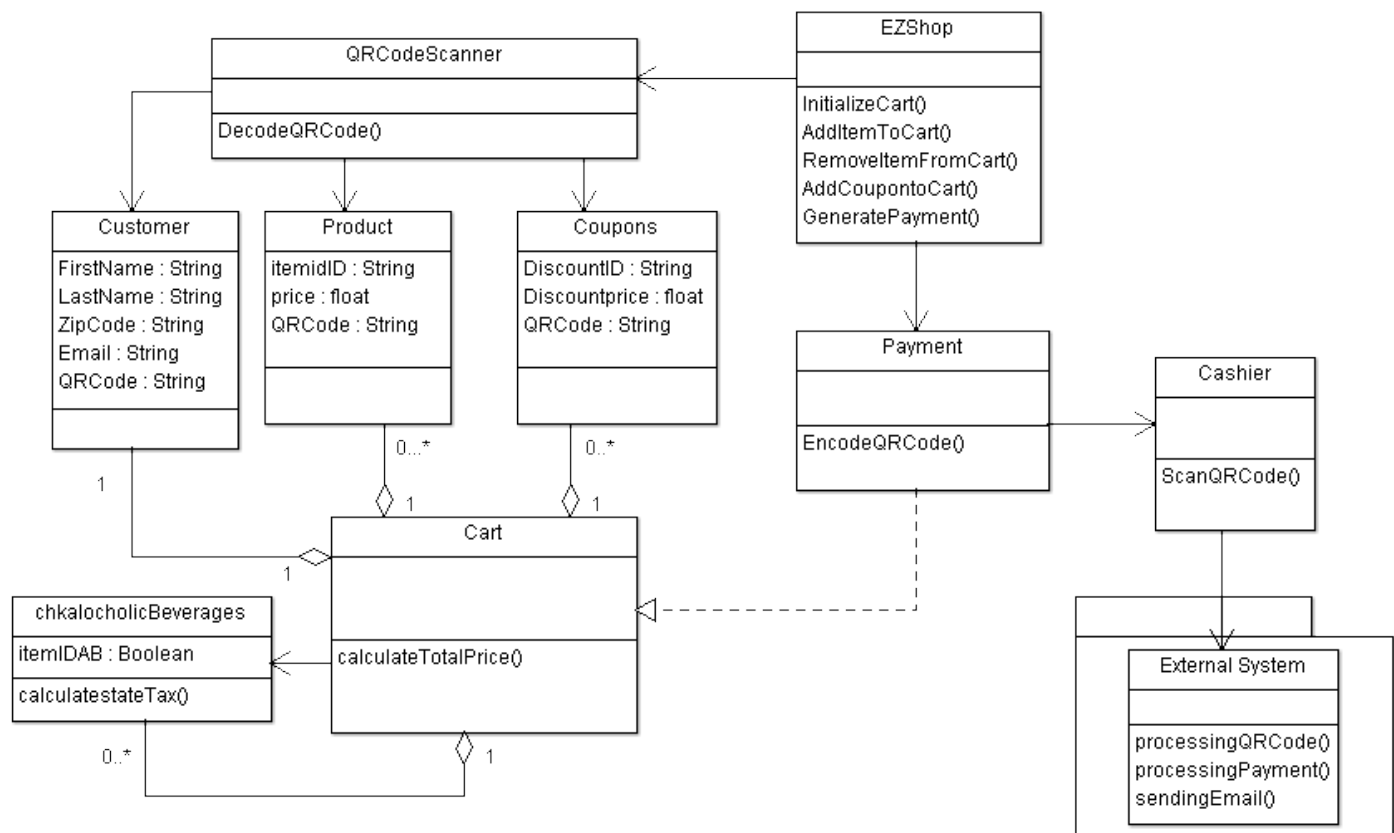 EZShop
InitializeCart()
AddItemToCart()
RemoveItemFromCart()
AddCoupontoCart()
GeneratePayment()
QRCodeScanner
DecodeQRCode()
Customer
FirstName : String
LastName : String
ZipCode : String
Email : String
QRCode : String
Product
itemidID : String
price : float
QRCode : String
Coupons
DiscountID : String
Discountprice : float
QRCode : String
Payment
EncodeQRCode()
Cashier
ScanQRCode()
1
0...*
1
0..*
1
1
Cart
calculateTotalPrice()
chkalocholicBeverages
itemIDAB : Boolean
calculatestateTax()
0..*
1
External System
processingQRCode()
processingPayment()
sendingEmail()